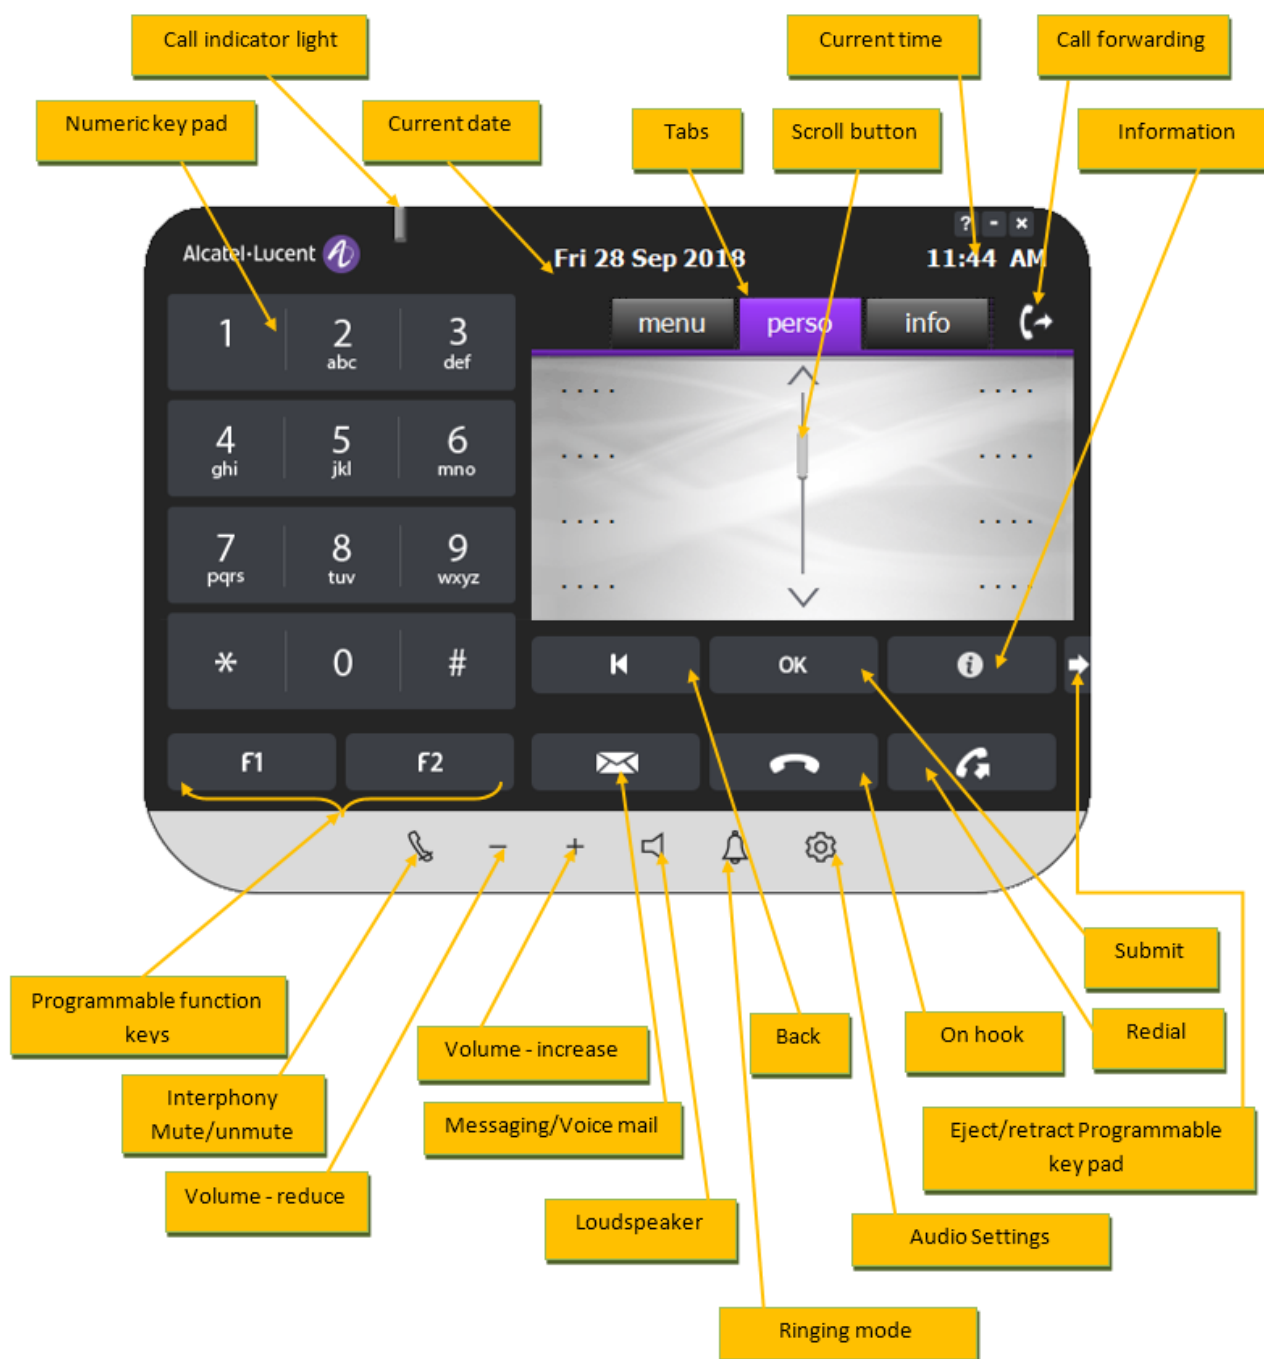 Call indicator light
Current time
Call forwarding
Numeric key pad
Current date
Tabs
Scroll button
Information
? - ×
Alcatel·Lucent
Fri 28 Sep 2018
11:44 AM
menu
perso
info
1
2
abc
3
def
4
ghi
5
jkl
6
mno
7
pqrs
8
tuv
9
wxyz
*
0
#
OK
F1
F2
− +
Submit
Programmable function
keys
Back
On hook
Redial
Volume - increase
Interphony
Mute/unmute
Messaging/Voice mail
Eject/retract Programmable
key pad
Volume - reduce
Loudspeaker
Audio Settings
Ringing mode